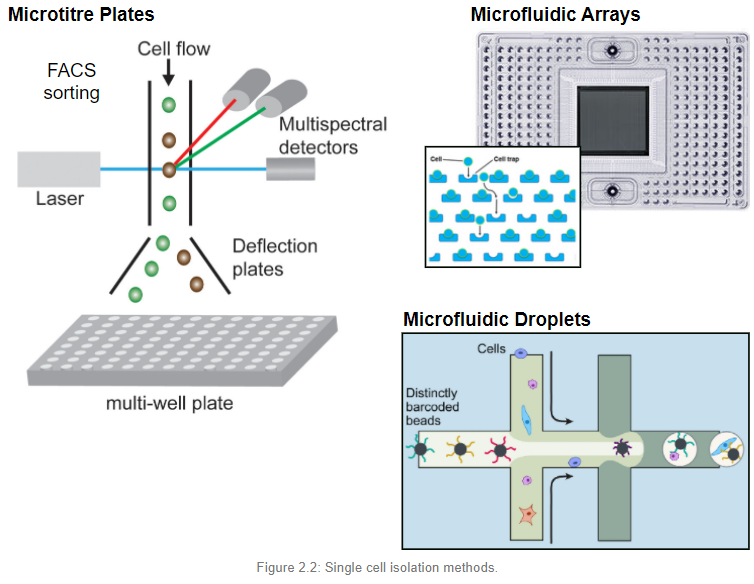 Microtitre Plates
Cell flow
FACS
sorting
Multispectral
detectors
Laser
Deflection
plates
multi-well plate
Microfluidic Arrays
Cell
Cell trap
Microfluidic Droplets
Cells
Distinctly
barcoded
beads
Figure 2.2: Single cell isolation methods.